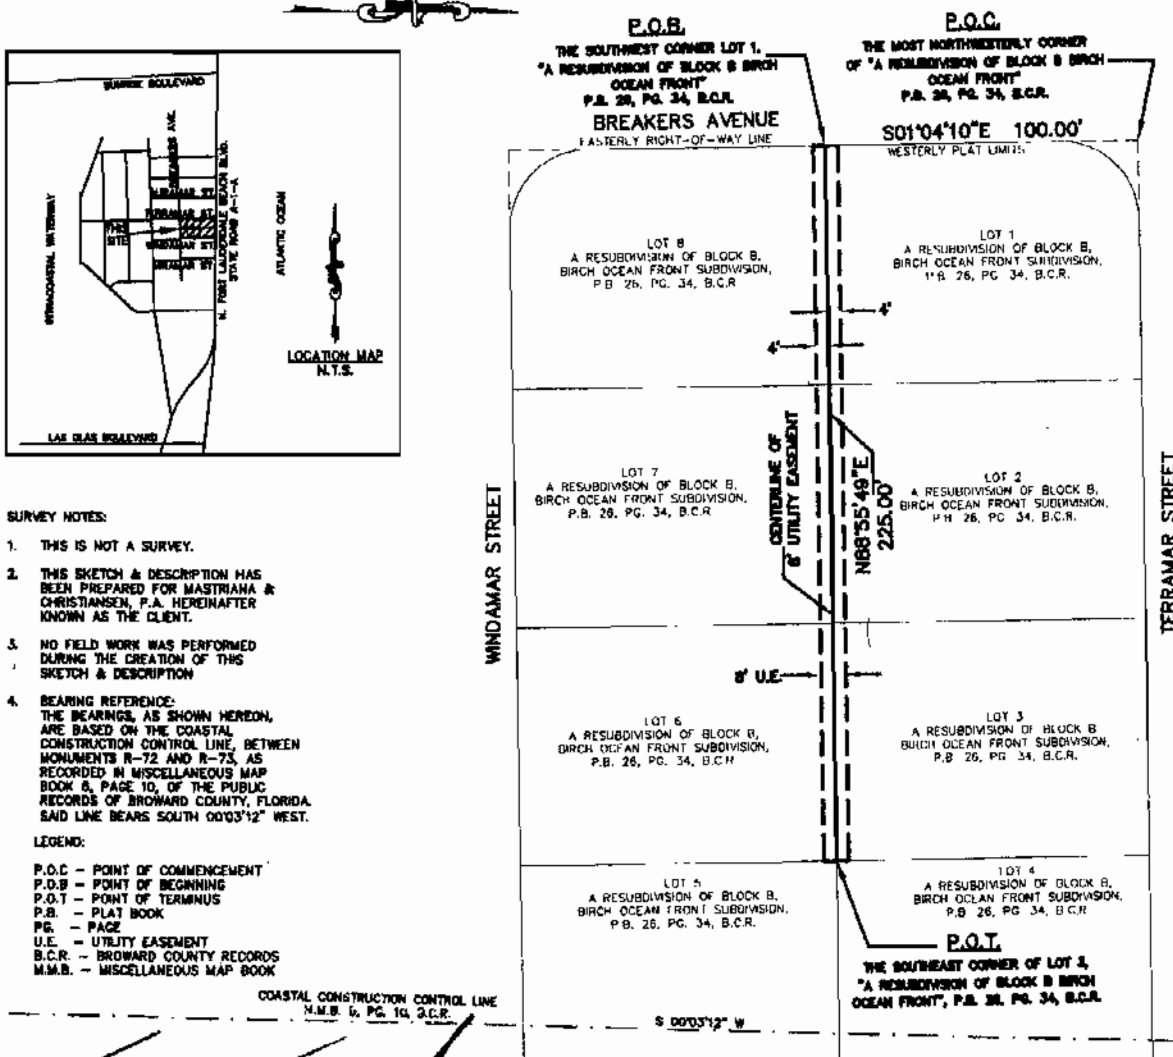 P.O.B.
THE SOUTHWEST CORNER LOT 1,
"A RESUBDIVISION OF BLOCK B BIRCH
OCEAN FRONT"
P.B. 26, PG. 34, B.C.R.
P.O.C.
THE MOST NORTHWESTERLY CORNER
OF "A RESUBDIVISION OF BLOCK B BIRCH
OCEAN FRONT"
P.B. 26, PG. 34, B.C.R.
BREAKERS AVENUE
EASTERLY RIGHT-OF-WAY LINE
S01°04'10"E 100.00'
WESTERLY PLAT LIMITS
SUNRISE BOULEVARD
BREAKERS AVE.
INTRACOASTAL WATERWAY
MIRAMAR ST.
TERRAMAR ST.
THIS
SITE
WINDAMAR ST.
VIRAMAR ST.
N. FORT LAUDERDALE BEACH BLVD.
STATE ROAD A-1-A
ATLANTIC OCEAN
LOCATION MAP
N.T.S.
LAS OLAS BOULEVARD
LOT 8
A RESUBDIVISION OF BLOCK B,
BIRCH OCEAN FRONT SUBDIVISION,
P.B. 26, PG. 34, B.C.R
LOT 1
A RESUBDIVISION OF BLOCK B,
BIRCH OCEAN FRONT SUBDIVISION,
P.B. 26, PG. 34, B.C.R.
4'
4'
LOT 7
A RESUBDIVISION OF BLOCK B,
BIRCH OCEAN FRONT SUBDIVISION,
P.B. 26, PG. 34, B.C.R
CENTERLINE OF
8' UTILITY EASEMENT
N88°55'49"E
225.00'
LOT 2
A RESUBDIVISION OF BLOCK B,
BIRCH OCEAN FRONT SUBDIVISION,
P.B. 26, PG. 34, B.C.R.
WINDAMAR STREET
TERRAMAR STREET
SURVEY NOTES:
1. THIS IS NOT A SURVEY.
2. THIS SKETCH & DESCRIPTION HAS
BEEN PREPARED FOR MASTRIANA &
CHRISTIANSEN, P.A. HEREINAFTER
KNOWN AS THE CLIENT.
3. NO FIELD WORK WAS PERFORMED
DURING THE CREATION OF THIS
SKETCH & DESCRIPTION
4. BEARING REFERENCE:
THE BEARINGS, AS SHOWN HEREON,
ARE BASED ON THE COASTAL
CONSTRUCTION CONTROL LINE, BETWEEN
MONUMENTS R-72 AND R-73, AS
RECORDED IN MISCELLANEOUS MAP
BOOK 6, PAGE 10, OF THE PUBLIC
RECORDS OF BROWARD COUNTY, FLORIDA.
SAID LINE BEARS SOUTH 00°03'12" WEST.
8' U.E.
LOT 6
A RESUBDIVISION OF BLOCK B,
BIRCH OCEAN FRONT SUBDIVISION,
P.B. 26, PG. 34, B.C.R
LOT 3
A RESUBDIVISION OF BLOCK B
BIRCH OCEAN FRONT SUBDIVISION,
P.B. 26, PG 34, B.C.R.
LEGEND:
P.O.C - POINT OF COMMENCEMENT
P.O.B - POINT OF BEGINNING
P.O.T - POINT OF TERMINUS
P.B. - PLAT BOOK
PG. - PAGE
U.E. - UTILITY EASEMENT
B.C.R. - BROWARD COUNTY RECORDS
M.M.B. - MISCELLANEOUS MAP BOOK
LOT 5
A RESUBDIVISION OF BLOCK B,
BIRCH OCEAN FRONT SUBDIVISION,
P.B. 26, PG. 34, B.C.R.
LOT 4
A RESUBDIVISION OF BLOCK B,
BIRCH OCEAN FRONT SUBDIVISION,
P.B 26, PG 34, B.C.R
P.O.T.
THE SOUTHEAST CORNER OF LOT 3,
"A RESUBDIVISION OF BLOCK B BIRCH
OCEAN FRONT", P.B. 26, PG. 34, B.C.R.
COASTAL CONSTRUCTION CONTROL LINE
M.M.B. 6, PG. 10, B.C.R.
S 00°03'12" W